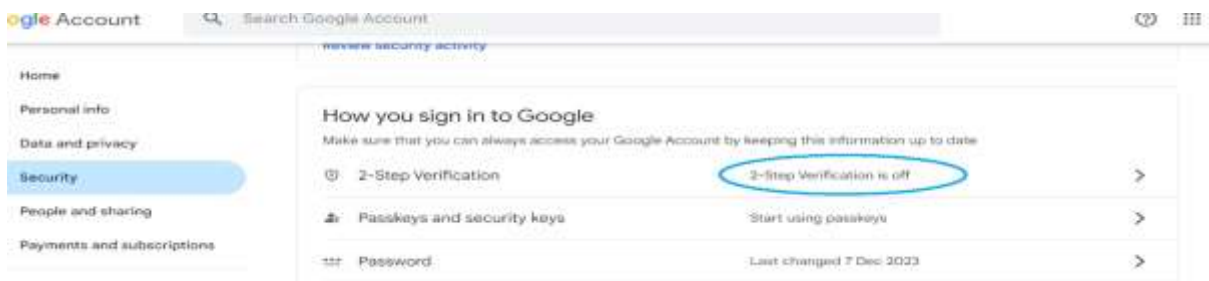 ogle Account
Search Google Account
Review security activity
Home
Personal info
Data and privacy
Security
People and sharing
Payments and subscriptions
How you sign in to Google
Make sure that you can always access your Google Account by keeping this information up to date
2-Step Verification
2-Step Verification is off
Passkeys and security keys
Start using passkeys
Password
Last changed 7 Dec 2023